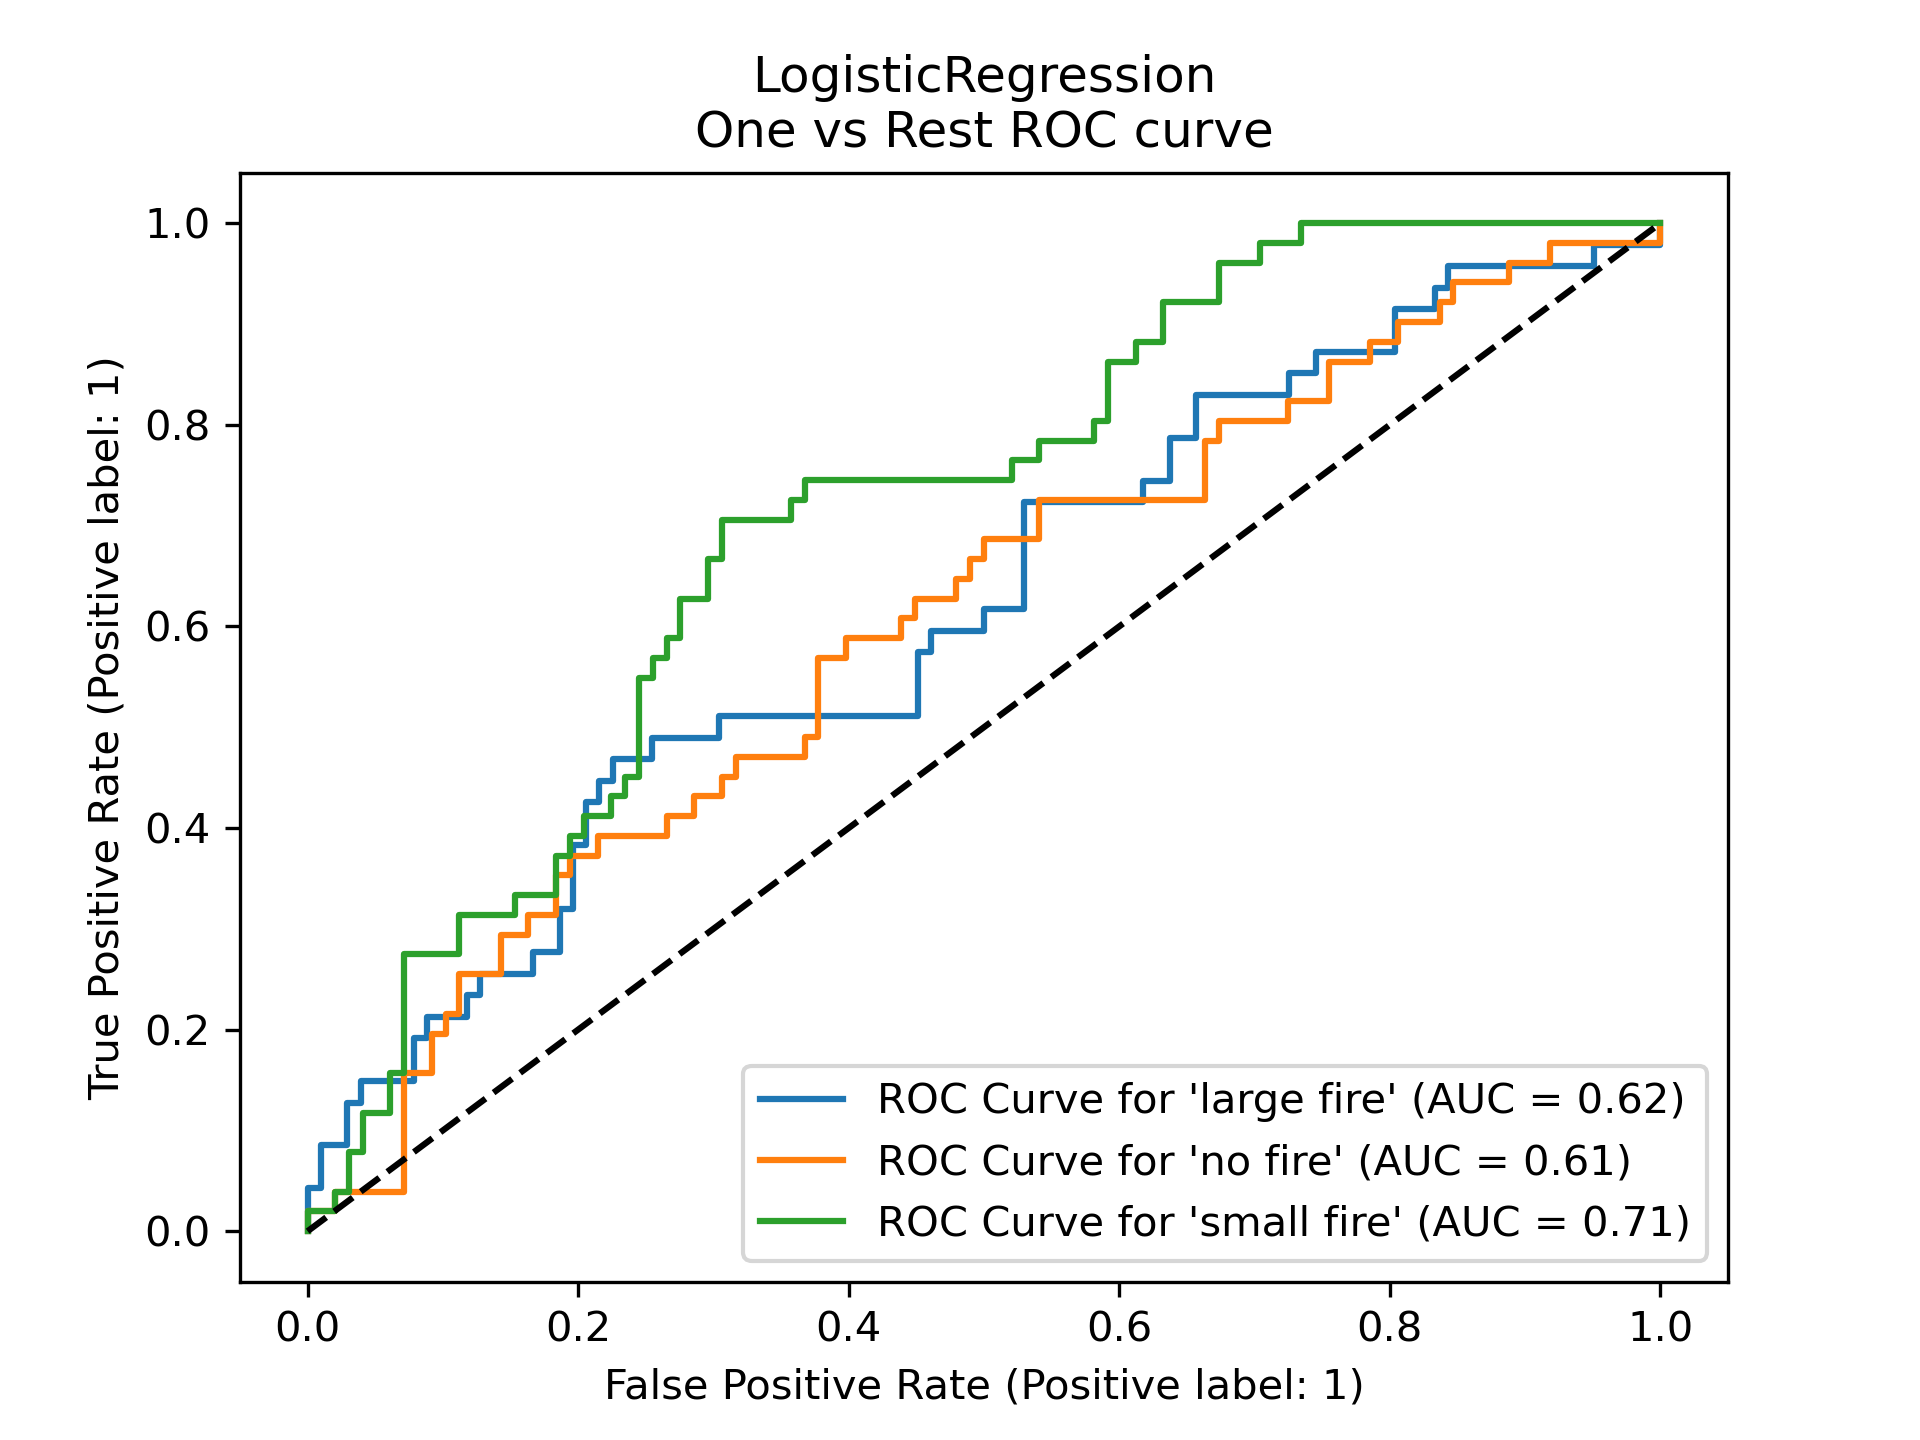 LogisticRegression
One vs Rest ROC curve
True Positive Rate (Positive label: 1)
1.0
0.8
0.6
0.4
0.2
0.0
ROC Curve for 'large fire' (AUC = 0.62)
ROC Curve for 'no fire' (AUC = 0.61)
ROC Curve for 'small fire' (AUC = 0.71)
0.0 0.2 0.4 0.6 0.8 1.0
False Positive Rate (Positive label: 1)